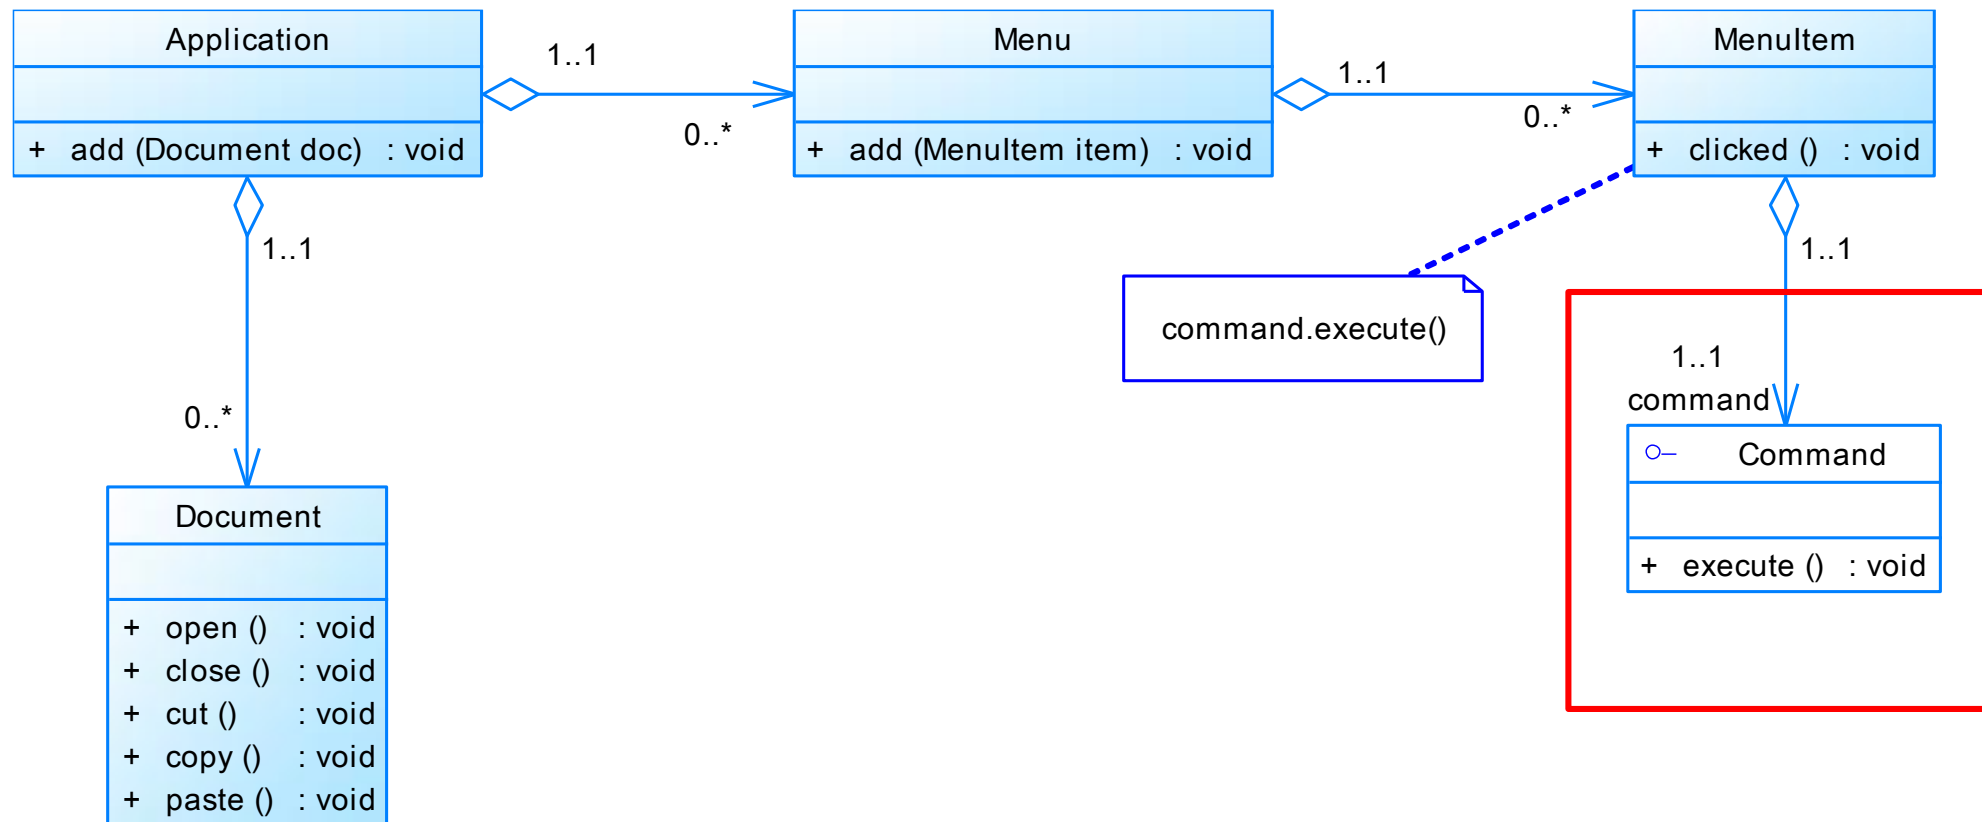 Application
+ add (Document doc) : void
1..1
0..*
Menu
+ add (MenuItem item) : void
1..1
0..*
MenuItem
+ clicked () : void
1..1
0..*
command.execute()
1..1
1..1
command
Command
+ execute () : void
Document
+ open () : void
+ close () : void
+ cut () : void
+ copy () : void
+ paste () : void